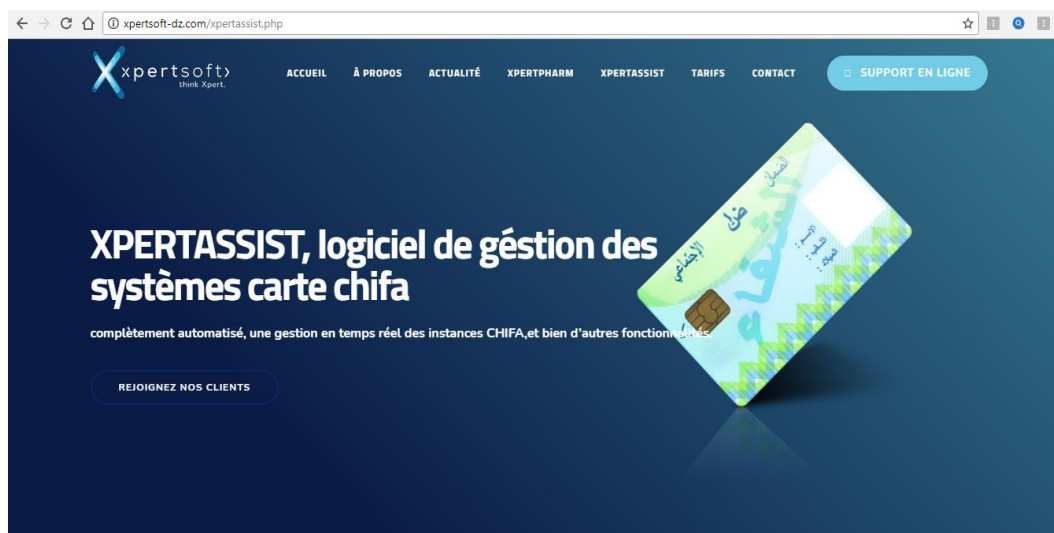 xpertsoft-dz.com/xpertassist.php
xpertsoft
think Xpert.
ACCUEIL
À PROPOS
ACTUALITÉ
XPERTPHARM
XPERTASSIST
TARIFS
CONTACT
SUPPORT EN LIGNE
الضمان
الإجتماعي
الشفاء
XPERTASSIST, logiciel de géstion des
systèmes carte chifa
complètement automatisé, une gestion en temps réel des instances CHIFA,et bien d'autres fonctionnalités.
REJOIGNEZ NOS CLIENTS